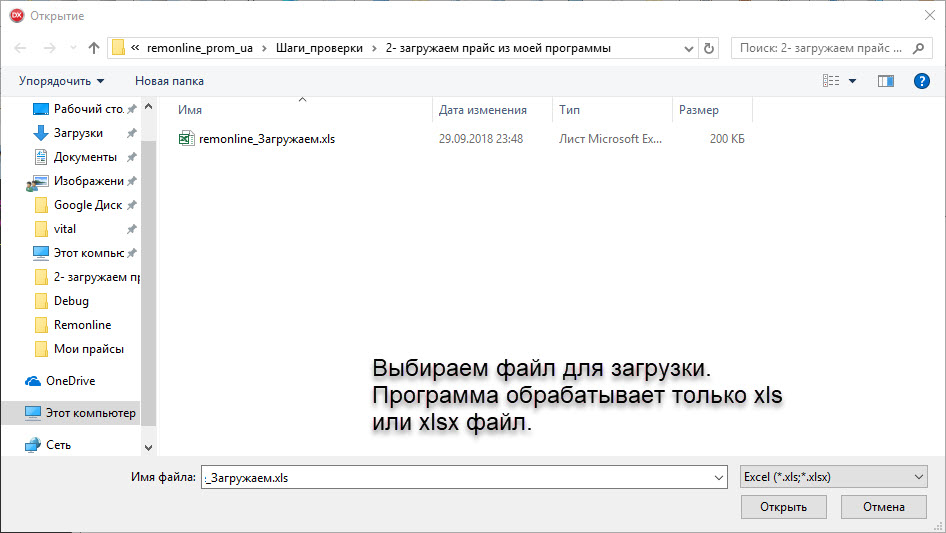 DX Открытие
« remonline_prom_ua › Шаги_проверки › 2- загружаем прайс из моей программы
Поиск: 2- загружаем прайс ...
Упорядочить
Новая папка
?
Имя
Дата изменения
Тип
Размер
remonline_Загружаем.xls
29.09.2018 23:48
Лист Microsoft Ex...
200 КБ
Рабочий сто
Загрузки
Документы
Изображени
Google Диск
vital
Этот компьк
2- загружаем пр
Debug
Remonline
Мои прайсы
OneDrive
Этот компьютер
Сеть
Выбираем файл для загрузки.
Программа обрабатывает только xls
или xlsx файл.
Имя файла:
_Загружаем.xls
Excel (*.xls;*.xlsx)
Открыть
Отмена